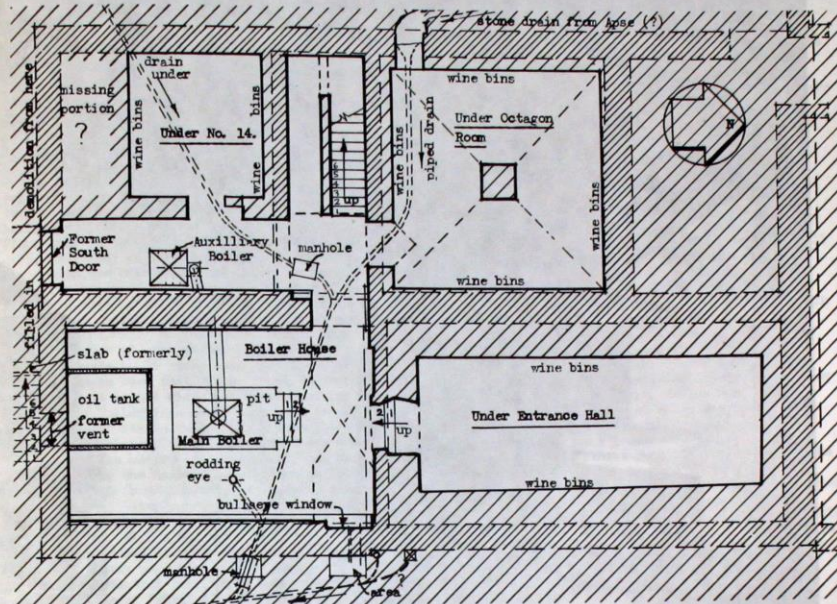 stone drain from Apse (?)
drain
under
missing
portion
?
demolition from here
wine bins
wine bins
Under No. 14.
up
wine bins
piped drain
wine bins
Under Octagon
Room
wine bins
wine bins
N
Former
South
Door
Auxilliary
Boiler
manhole
filled in
slab (formerly)
oil tank
former
vent
Boiler House
pit
up
Main Boiler
rodding
eye
bullseye window
up
wine bins
Under Entrance Hall
wine bins
manhole
area